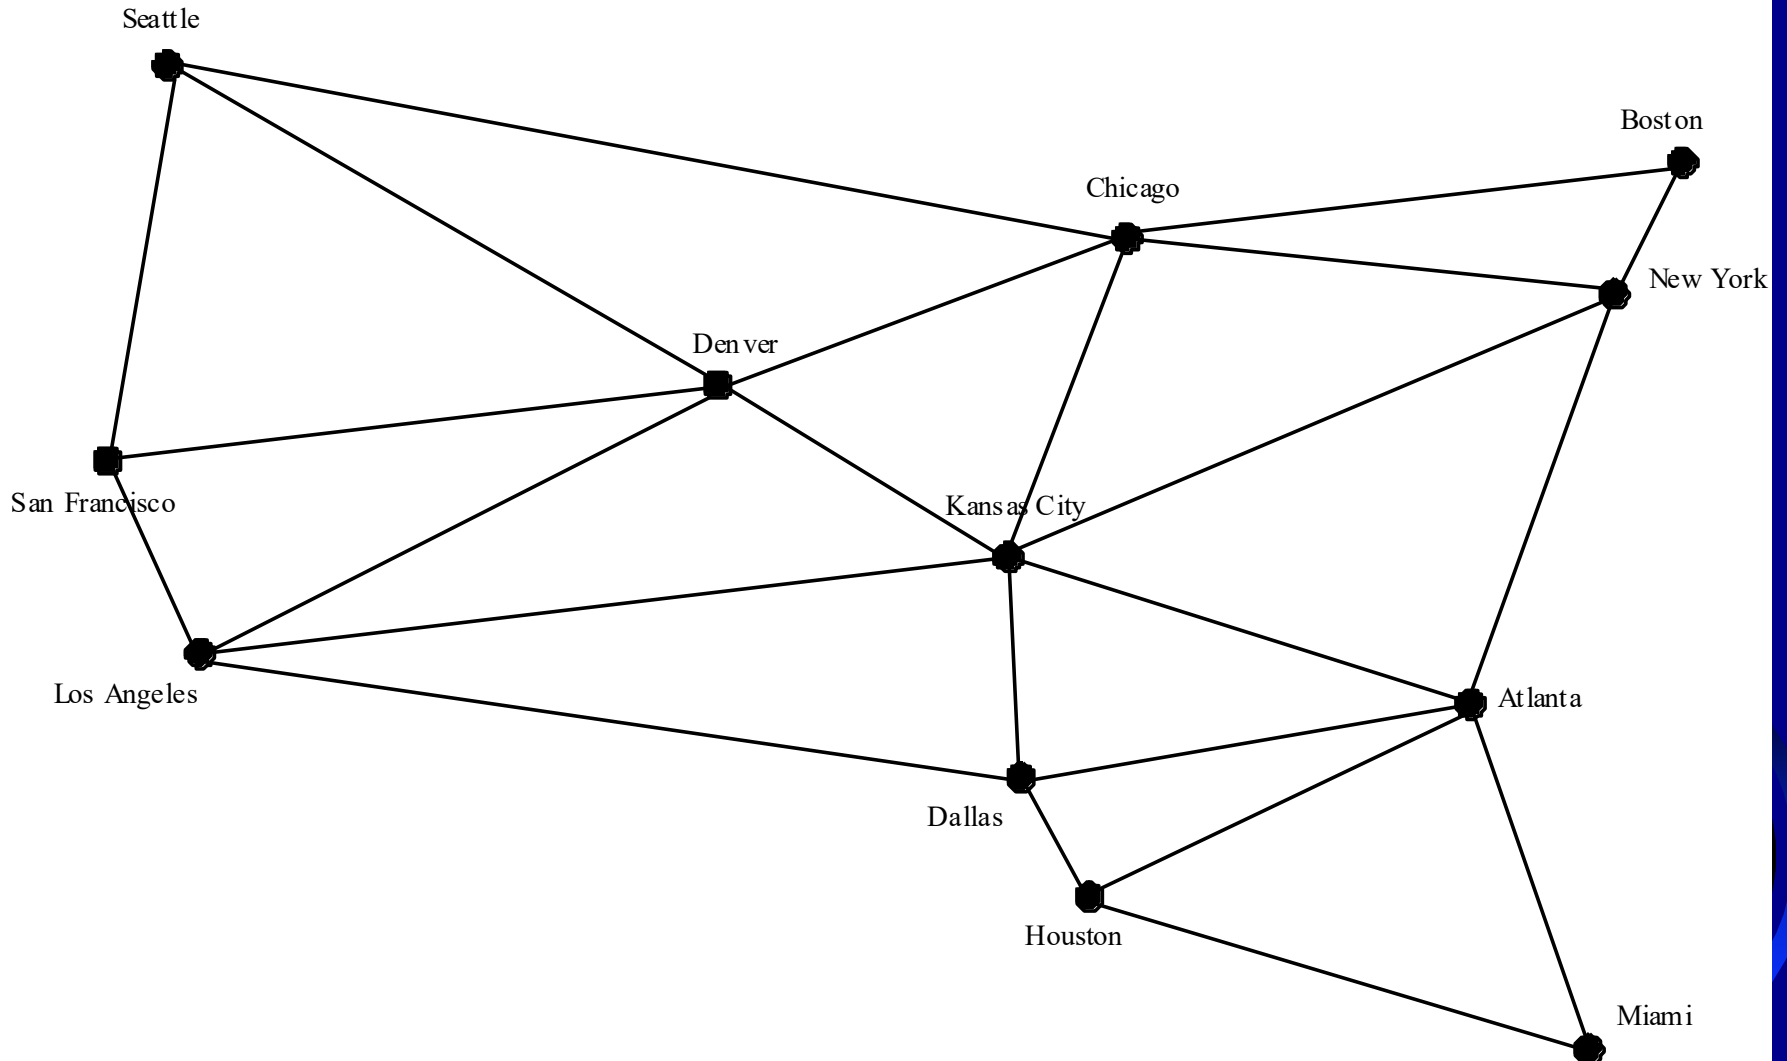 Seattle
Boston
Chicago
New York
Denver
San Francisco
Kansas City
Los Angeles
Atlanta
Dallas
Houston
Miami